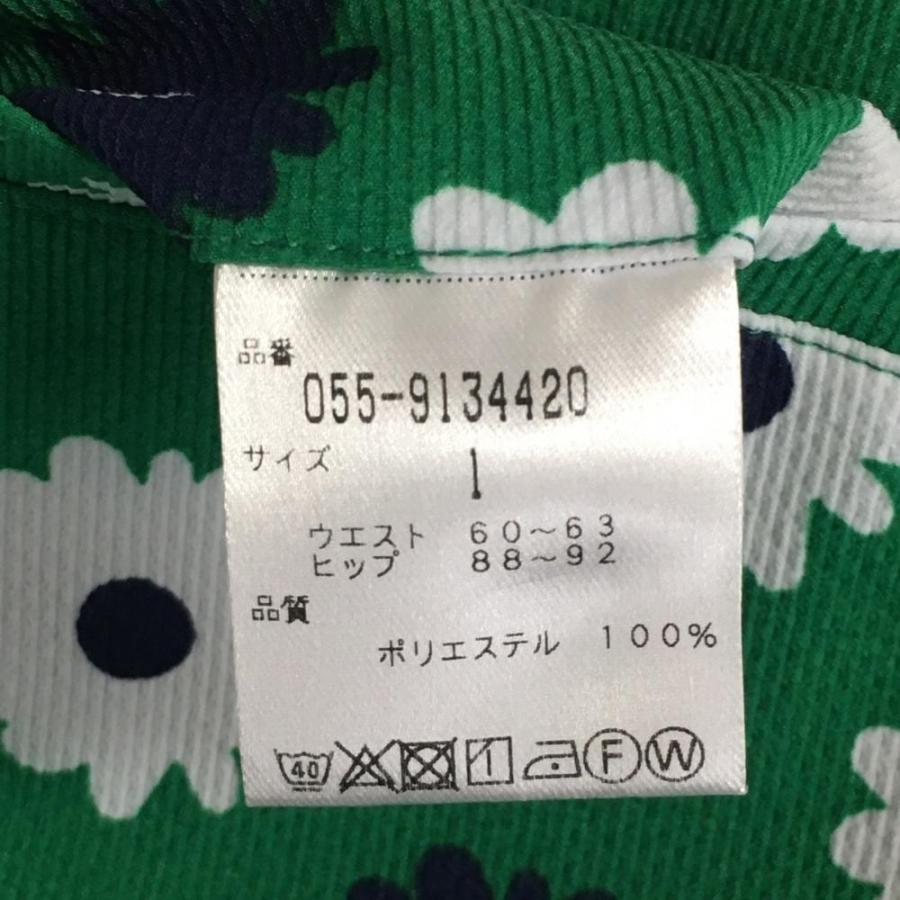 品番
055-9134420
サイズ 1
ウエスト 60~63
ヒップ 88~92
品質
ポリエステル 100%
40 F W